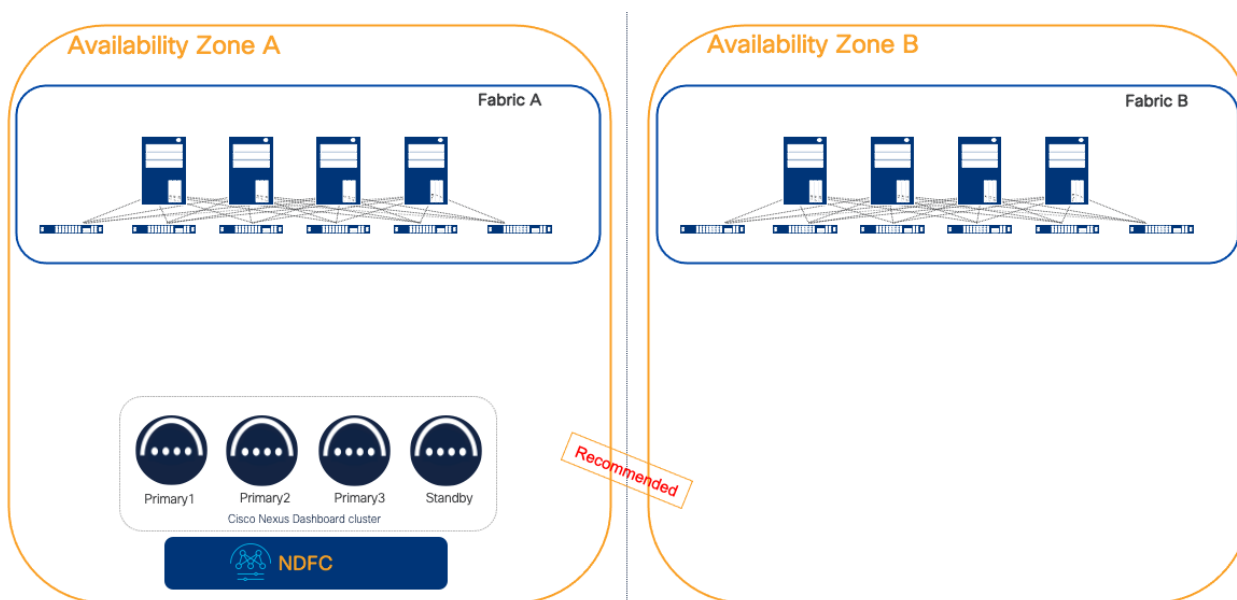 Availability Zone A
Availability Zone B
Fabric A
Fabric B
Recommended
Primary1
Primary2
Primary3
Standby
Cisco Nexus Dashboard cluster
NDFC